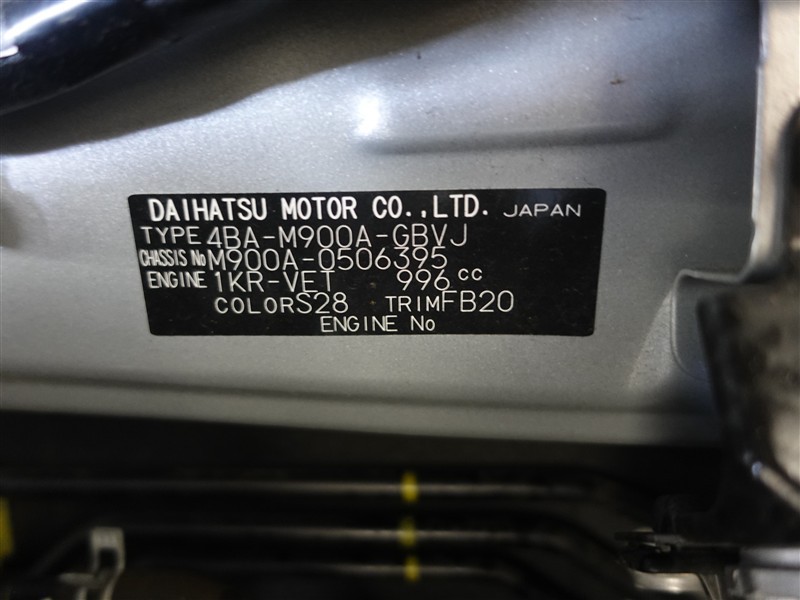 DAIHATSU MOTOR CO.,LTD. JAPAN
TYPE 4BA-M900A-GBVJ
CHASSIS No M900A-0506395
ENGINE 1KR-VET 996 CC
COLOR S28 TRIM FB20
ENGINE No